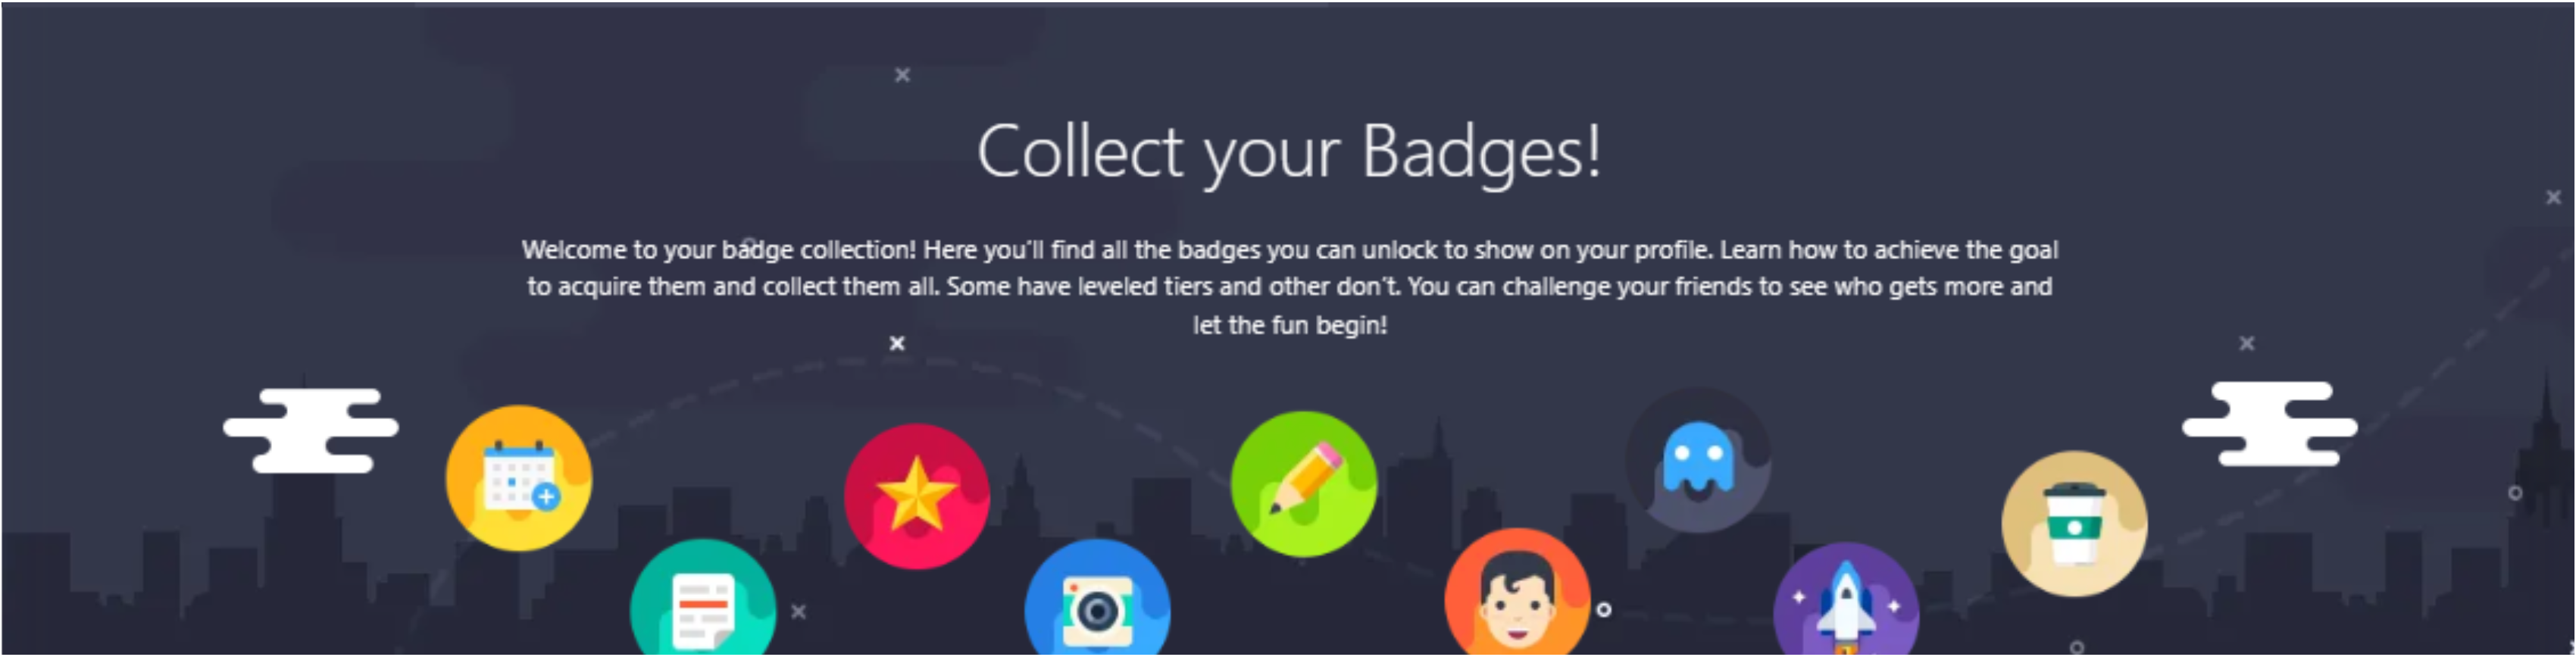 Collect your Badges!
Welcome to your badge collection! Here you'll find all the badges you can unlock to show on your profile. Learn how to achieve the goal
to acquire them and collect them all. Some have leveled tiers and other don't. You can challenge your friends to see who gets more and
let the fun begin!